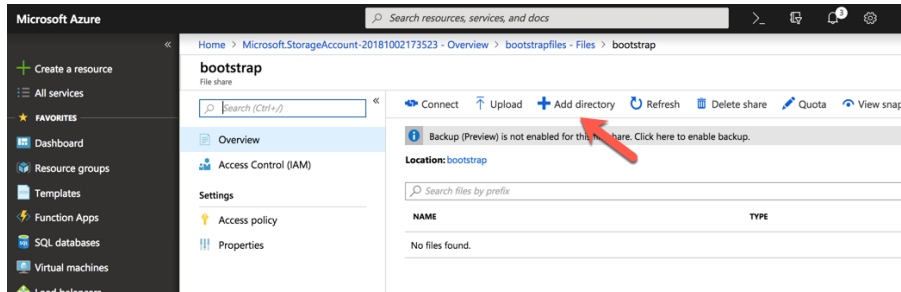 Microsoft Azure
Search resources, services, and docs
3
Home > Microsoft.StorageAccount-20181002173523 - Overview > bootstrapfiles - Files > bootstrap
Create a resource
All services
FAVORITES
Dashboard
Resource groups
Templates
Function Apps
SQL databases
Virtual machines
bootstrap
File share
Search (Ctrl+/)
Overview
Access Control (IAM)
Settings
Access policy
Properties
Connect Upload Add directory Refresh Delete share Quota View snap
Backup (Preview) is not enabled for this share. Click here to enable backup.
Location: bootstrap
Search files by prefix
NAME TYPE
No files found.